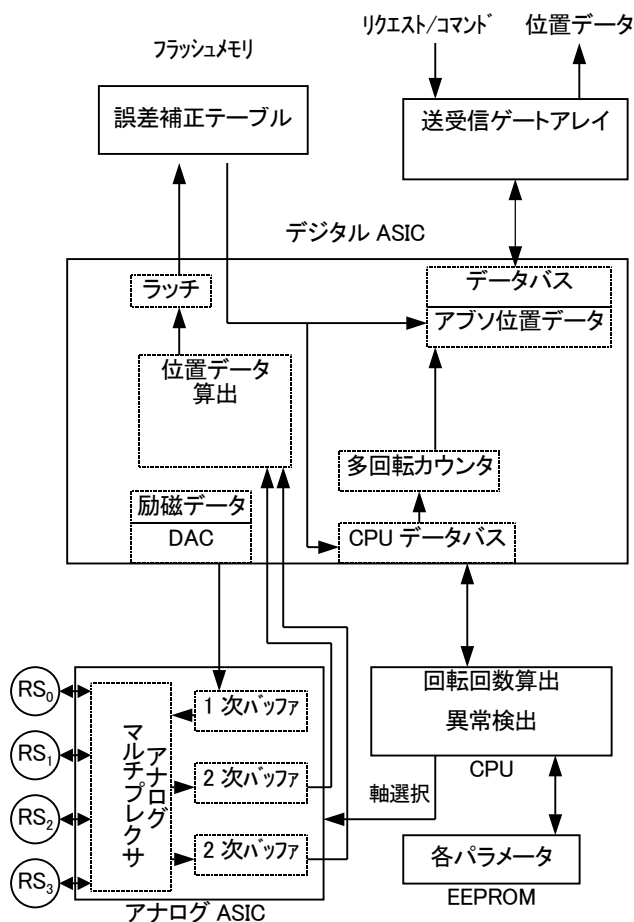 リクエスト/コマンド
位置データ
フラッシュメモリ
誤差補正テーブル
送受信ゲートアレイ
デジタル ASIC
ラッチ
データバス
アブソ位置データ
位置データ
算出
多回転カウンタ
励磁データ
DAC
CPU データバス
RS0
RS1
RS2
RS3
アナログ
マルチプレクサ
1 次バッファ
2 次バッファ
2 次バッファ
アナログ ASIC
回転回数算出
異常検出
CPU
軸選択
各パラメータ
EEPROM